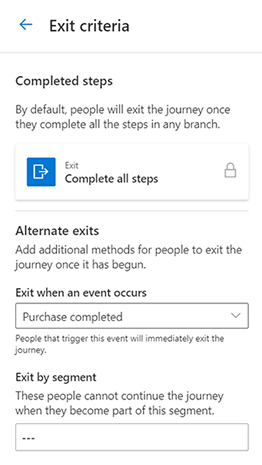 Exit criteria
Completed steps
By default, people will exit the journey once
they complete all the steps in any branch.
Exit
Complete all steps
Alternate exits
Add additional methods for people to exit the
journey once it has begun.
Exit when an event occurs
Purchase completed
People that trigger this event will immediately exit the
journey.
Exit by segment
These people cannot continue the journey
when they become part of this segment.
---